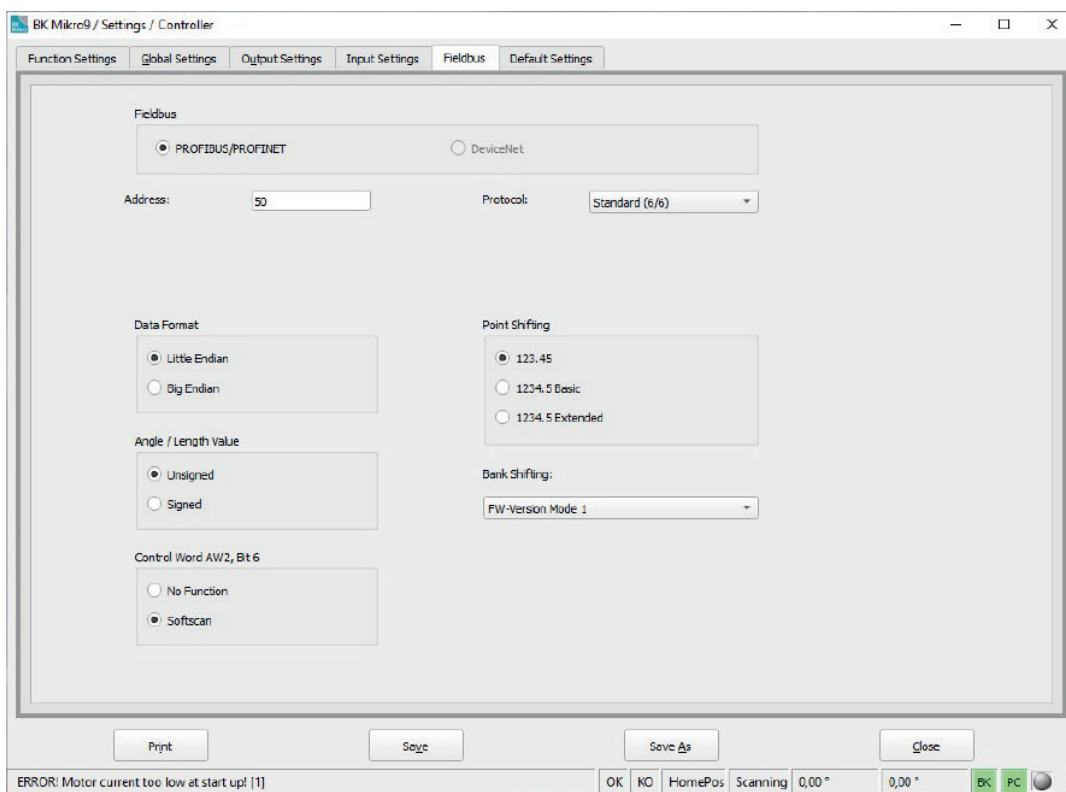 BK Mikro9 / Settings / Controller
Function Settings Global Settings Output Settings Input Settings Fieldbus Default Settings
Fieldbus
PROFIBUS/PROFINET DeviceNet
Address: 50 Protocol: Standard (6/6)
Data Format Point Shifting
Little Endian 123.45
Big Endian 1234.5 Basic
1234.5 Extended
Angle / Length Value
Unsigned Bank Shifting:
Signed FW-Version Mode 1
Control Word AW2, Bit 6
No Function
Softscan
Print Save Save As Close
ERROR! Motor current too low at start up! [1] OK KO HomePos Scanning 0,00 ° 0,00 ° BK PC